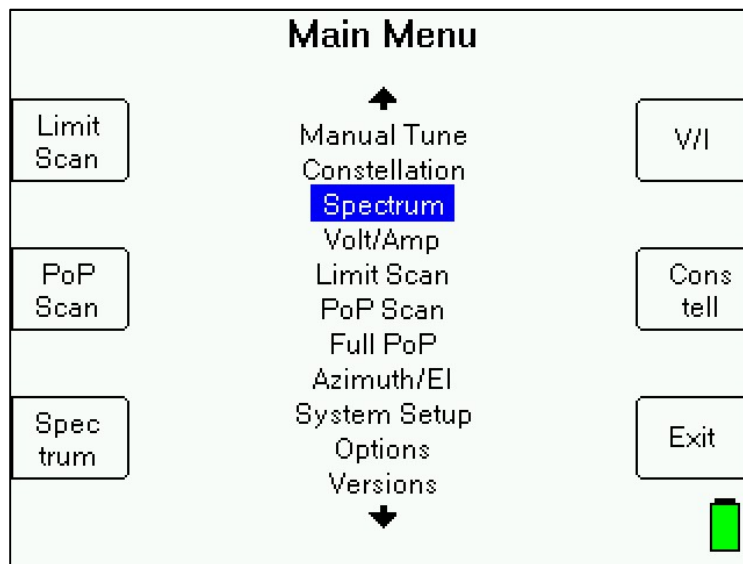 Main Menu
Limit
Scan
PoP
Scan
Spec
trum
Manual Tune
Constellation
Spectrum
Volt/Amp
Limit Scan
PoP Scan
Full PoP
Azimuth/El
System Setup
Options
Versions
V/I
Cons
tell
Exit